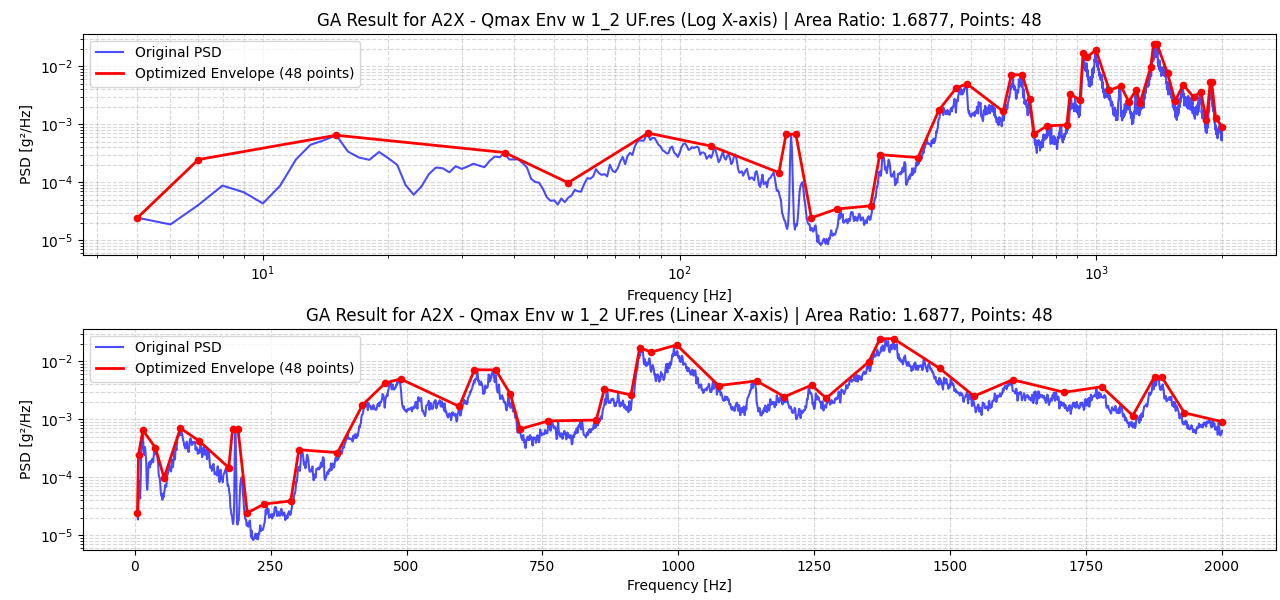 GA Result for A2X - Qmax Env w 1_2 UF.res (Log X-axis) | Area Ratio: 1.6877, Points: 48
Original PSD
Optimized Envelope (48 points)
PSD [g²/Hz]
10⁻²
10⁻³
10⁻⁴
10⁻⁵
10¹ 10² 10³
Frequency [Hz]
GA Result for A2X - Qmax Env w 1_2 UF.res (Linear X-axis) | Area Ratio: 1.6877, Points: 48
Original PSD
Optimized Envelope (48 points)
PSD [g²/Hz]
10⁻²
10⁻³
10⁻⁴
10⁻⁵
0 250 500 750 1000 1250 1500 1750 2000
Frequency [Hz]